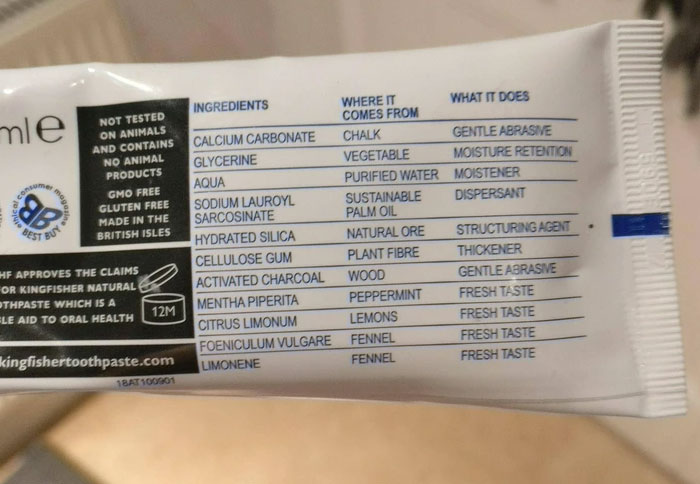 ml e
NOT TESTED
ON ANIMALS
AND CONTAINS
NO ANIMAL
PRODUCTS
GMO FREE
GLUTEN FREE
MADE IN THE
BRITISH ISLES
consumer
BEST BUY
HF APPROVES THE CLAIMS
OR KINGFISHER NATURAL
OTHPASTE WHICH IS A
LE AID TO ORAL HEALTH
12M
kingfishertoothpaste.com
18AT100901
INGREDIENTS WHERE IT COMES FROM WHAT IT DOES
CALCIUM CARBONATE CHALK GENTLE ABRASIVE
GLYCERINE VEGETABLE MOISTURE RETENTION
AQUA PURIFIED WATER MOISTENER
SODIUM LAUROYL SUSTAINABLE DISPERSANT
SARCOSINATE PALM OIL
HYDRATED SILICA NATURAL ORE STRUCTURING AGENT
CELLULOSE GUM PLANT FIBRE THICKENER
ACTIVATED CHARCOAL WOOD GENTLE ABRASIVE
MENTHA PIPERITA PEPPERMINT FRESH TASTE
CITRUS LIMONUM LEMONS FRESH TASTE
FOENICULUM VULGARE FENNEL FRESH TASTE
LIMONENE FENNEL FRESH TASTE